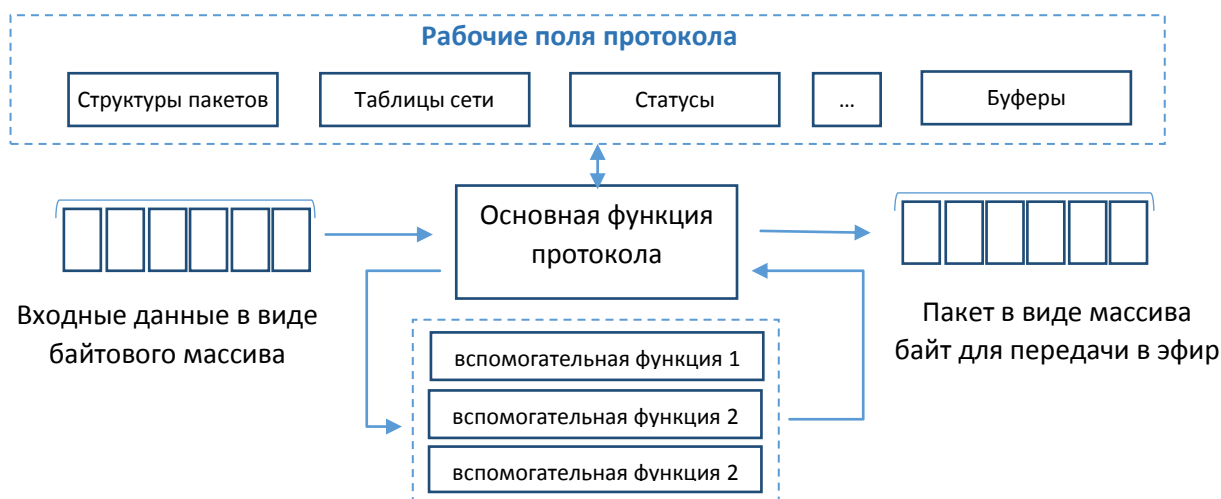 Рабочие поля протокола
Структуры пакетов
Таблицы сети
Статусы
...
Буферы
Основная функция
протокола
Входные данные в виде
байтового массива
Пакет в виде массива
байт для передачи в эфир
вспомогательная функция 1
вспомогательная функция 2
вспомогательная функция 2